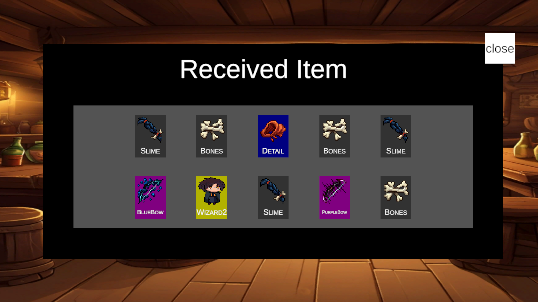 close
Received Item
SLIME
BONES
DETAIL
BONES
SLIME
BLUEBOW
WIZARD2
SLIME
PURPLEBOW
BONES